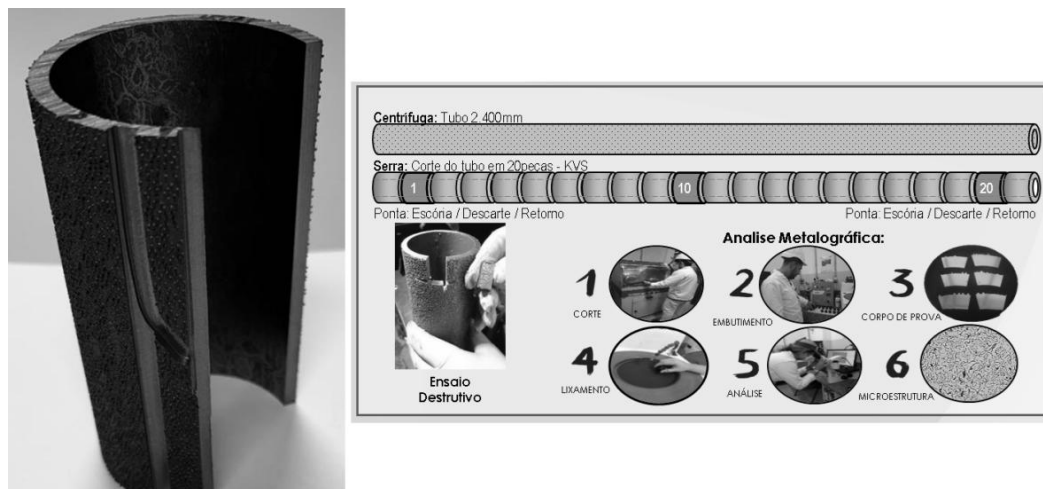 Centrifuga: Tubo 2.400mm
Serra: Corte do tubo em 20peças - KVS
1 10 20
Ponta: Escória / Descarte / Retorno
Ponta: Escória / Descarte / Retorno
Analise Metalográfica:
1
CORTE
2
EMBUTIMENTO
3
CORPO DE PROVA
4
LIXAMENTO
5
ANÁLISE
6
MICROESTRUTURA
Ensaio
Destrutivo